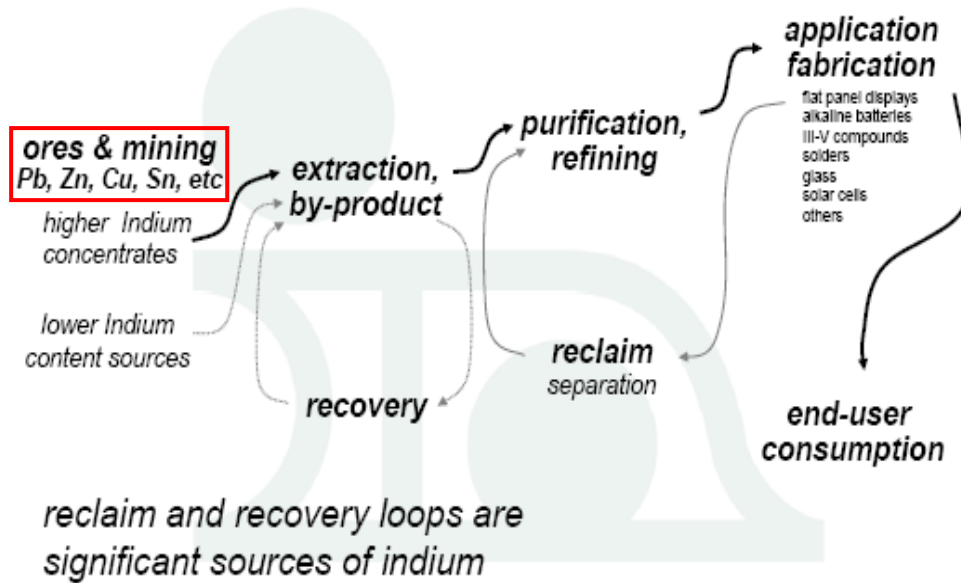 ores & mining
Pb, Zn, Cu, Sn, etc
higher Indium
concentrates
lower Indium
content sources
extraction,
by-product
recovery
purification,
refining
reclaim
separation
application
fabrication
flat panel displays
alkaline batteries
III-V compounds
solders
glass
solar cells
others
end-user
consumption
reclaim and recovery loops are
significant sources of indium